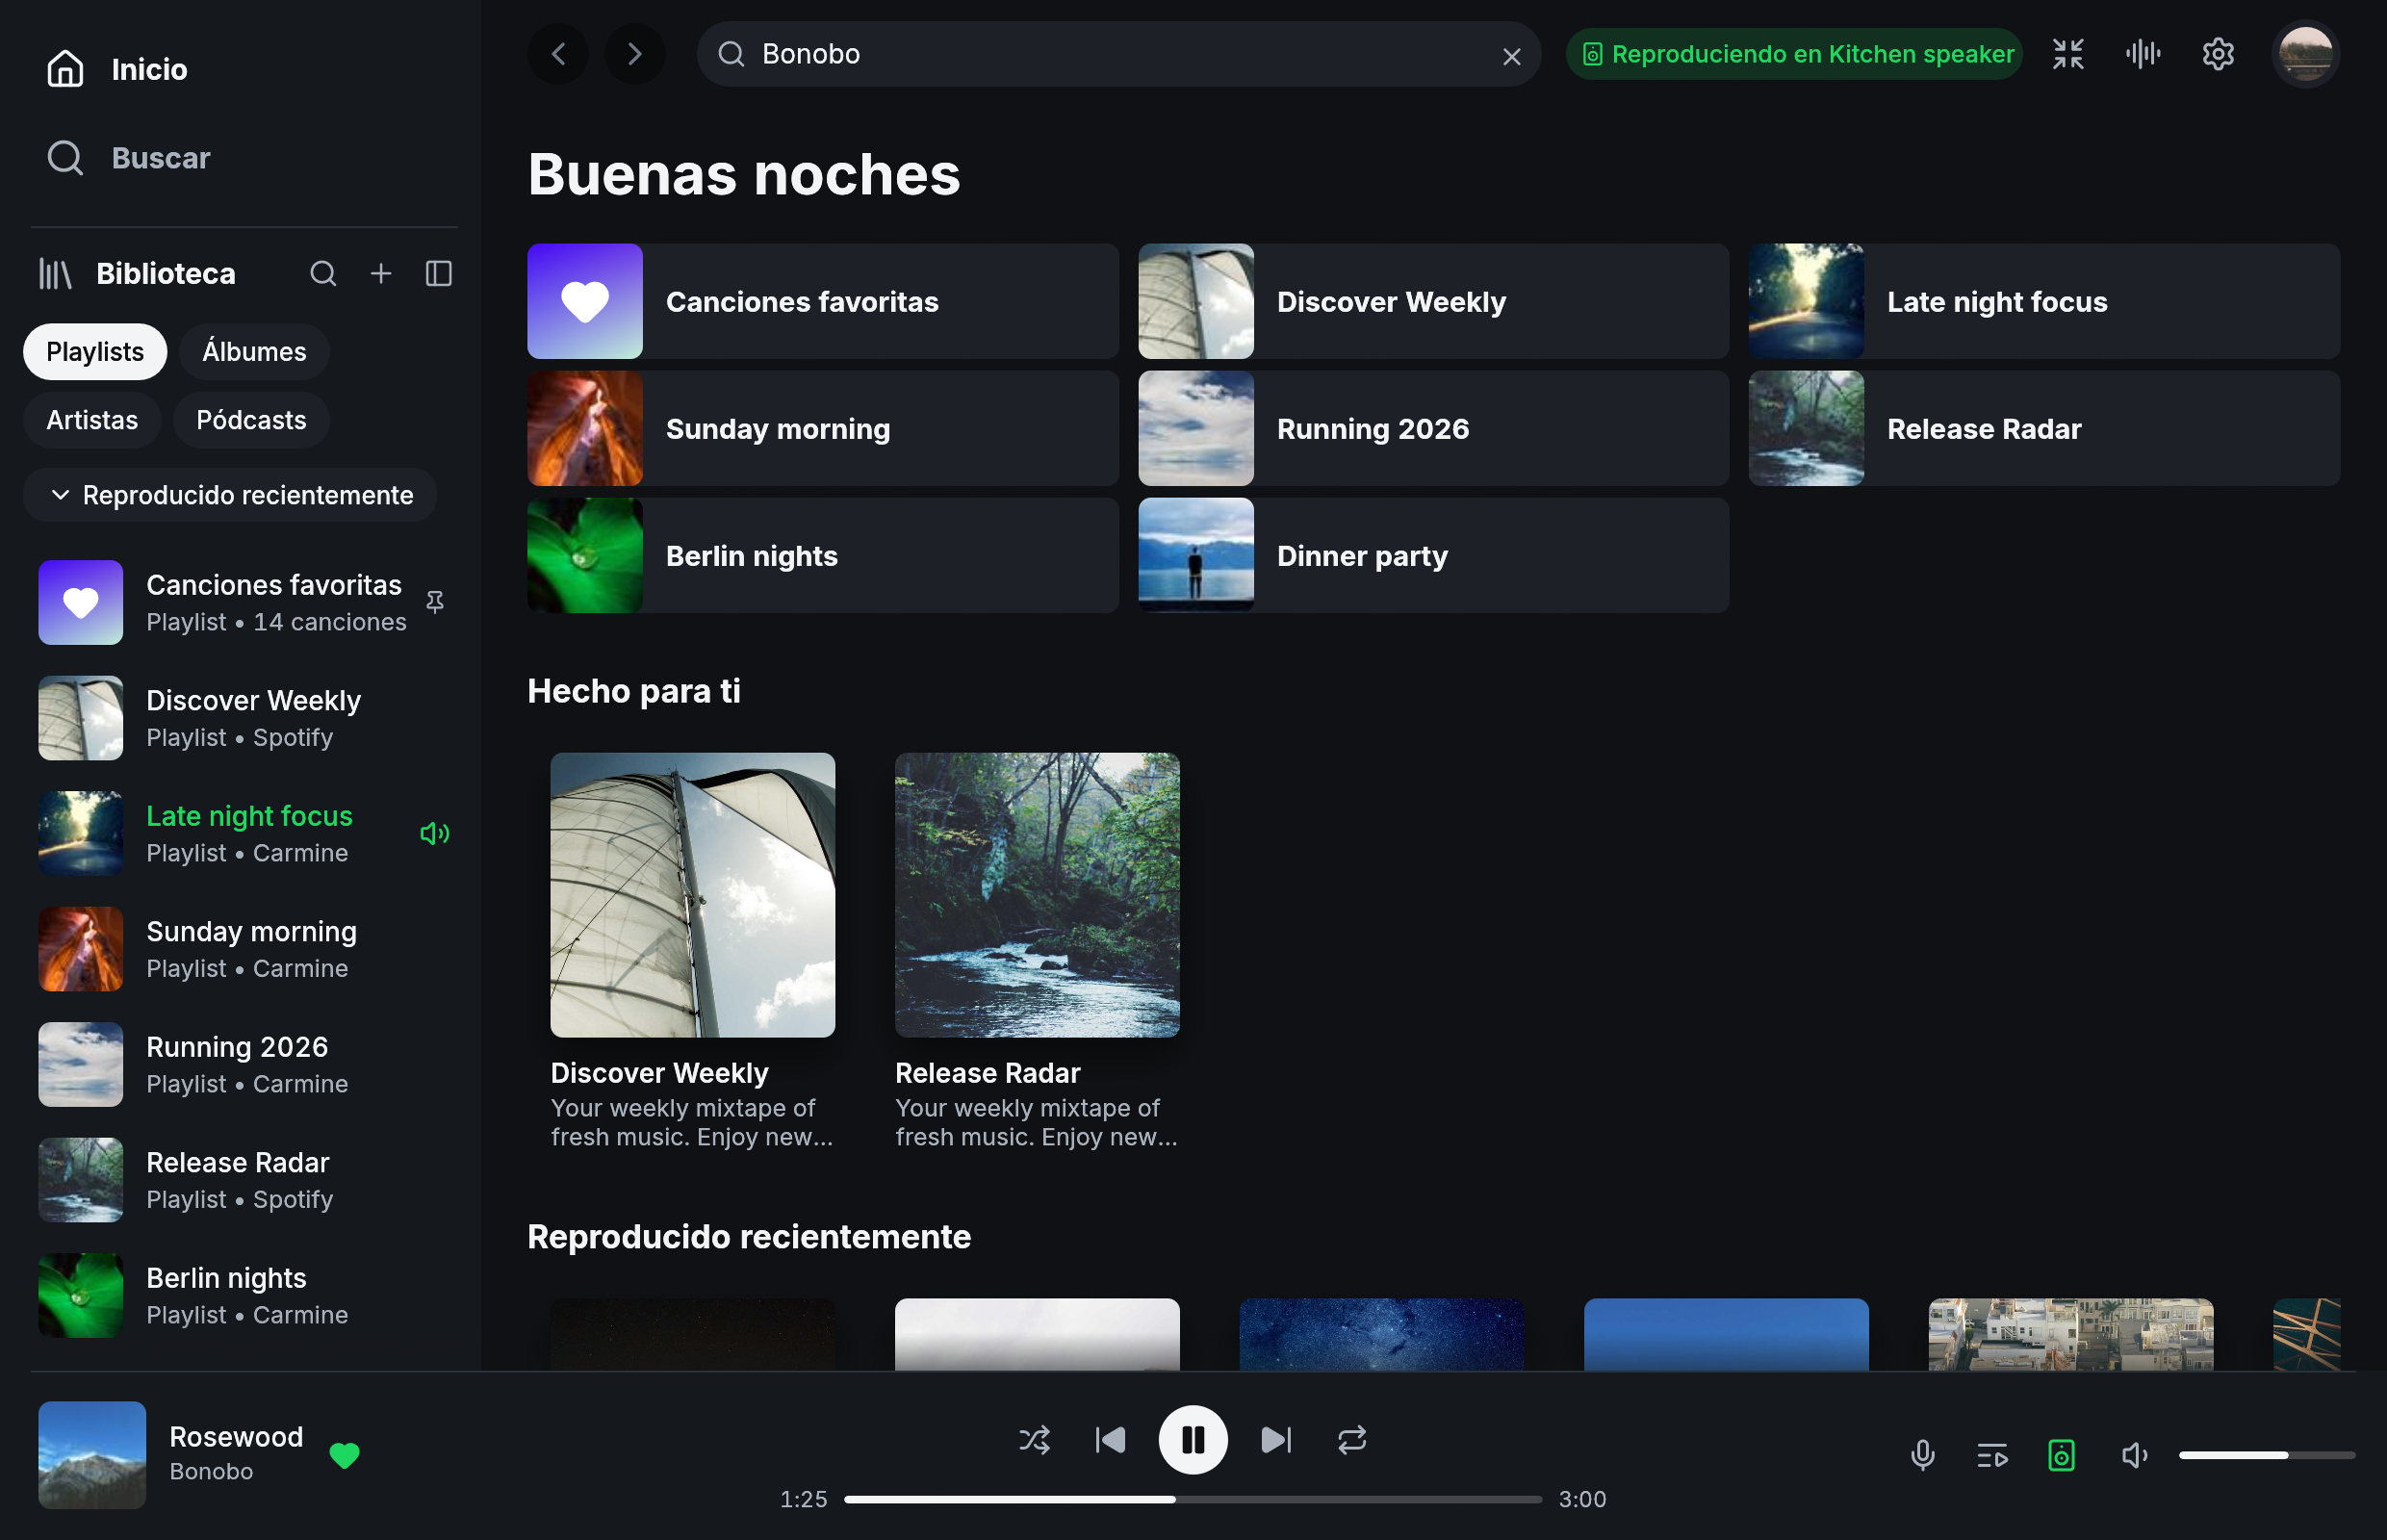 Inicio
Buscar
Biblioteca
Playlists
Álbumes
Artistas
Pódcasts
Reproducido recientemente
Canciones favoritas
Playlist • 14 canciones
Discover Weekly
Playlist • Spotify
Late night focus
Playlist • Carmine
Sunday morning
Playlist • Carmine
Running 2026
Playlist • Carmine
Release Radar
Playlist • Spotify
Berlin nights
Playlist • Carmine
Bonobo
Reproduciendo en Kitchen speaker
Buenas noches
Canciones favoritas
Discover Weekly
Late night focus
Sunday morning
Running 2026
Release Radar
Berlin nights
Dinner party
Hecho para ti
Discover Weekly
Your weekly mixtape of
fresh music. Enjoy new...
Release Radar
Your weekly mixtape of
fresh music. Enjoy new...
Reproducido recientemente
Rosewood
Bonobo
1:25
3:00